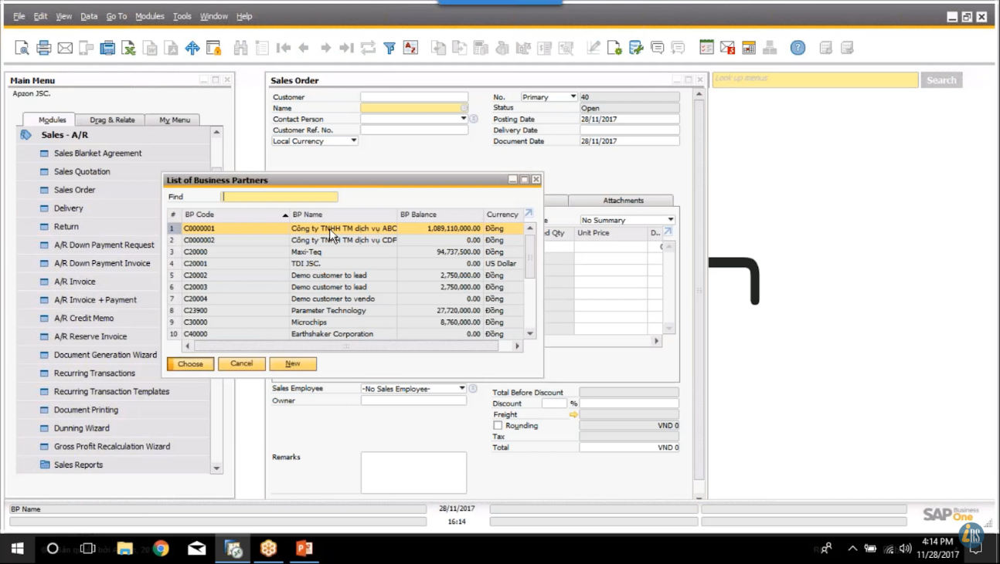 File Edit View Data Go To Modules Tools Window Help
Main Menu
Apzon JSC.
Modules Drag & Relate My Menu
Sales - A/R
Sales Blanket Agreement
Sales Quotation
Sales Order
Delivery
Return
A/R Down Payment Request
A/R Down Payment Invoice
A/R Invoice
A/R Invoice + Payment
A/R Credit Memo
A/R Reserve Invoice
Document Generation Wizard
Recurring Transactions
Recurring Transaction Templates
Document Printing
Dunning Wizard
Gross Profit Recalculation Wizard
Sales Reports
Sales Order
Customer
Name
Contact Person
Customer Ref. No.
Local Currency
No. Primary 40
Status Open
Posting Date 28/11/2017
Delivery Date
Document Date 28/11/2017
Look up menus Search
List of Business Partners
Find
# BP Code BP Name BP Balance Currency
1 C0000001 Công ty TNHH TM dịch vụ ABC 1,089,110,000.00 Đồng
2 C0000002 Công ty TNHH TM dịch vụ CDF 0.00 Đồng
3 C20000 Maxi-Teq 94,737,500.00 Đồng
4 C20001 TDI JSC. 0.00 US Dollar
5 C20002 Demo customer to lead 2,750,000.00 Đồng
6 C20003 Demo customer to lead 2,750,000.00 Đồng
7 C20004 Demo customer to vendo 0.00 Đồng
8 C23900 Parameter Technology 27,720,000.00 Đồng
9 C30000 Microchips 8,760,000.00 Đồng
10 C40000 Earthshaker Corporation 0.00 Đồng
Choose Cancel New
Attachments
No Summary
Qty Unit Price D..
Sales Employee -No Sales Employee-
Owner
Remarks
Total Before Discount
Discount %
Freight
Rounding VND 0
Tax
Total VND 0
BP Name
28/11/2017
16:14
SAP Business One
iBS
4:14 PM
11/28/2017